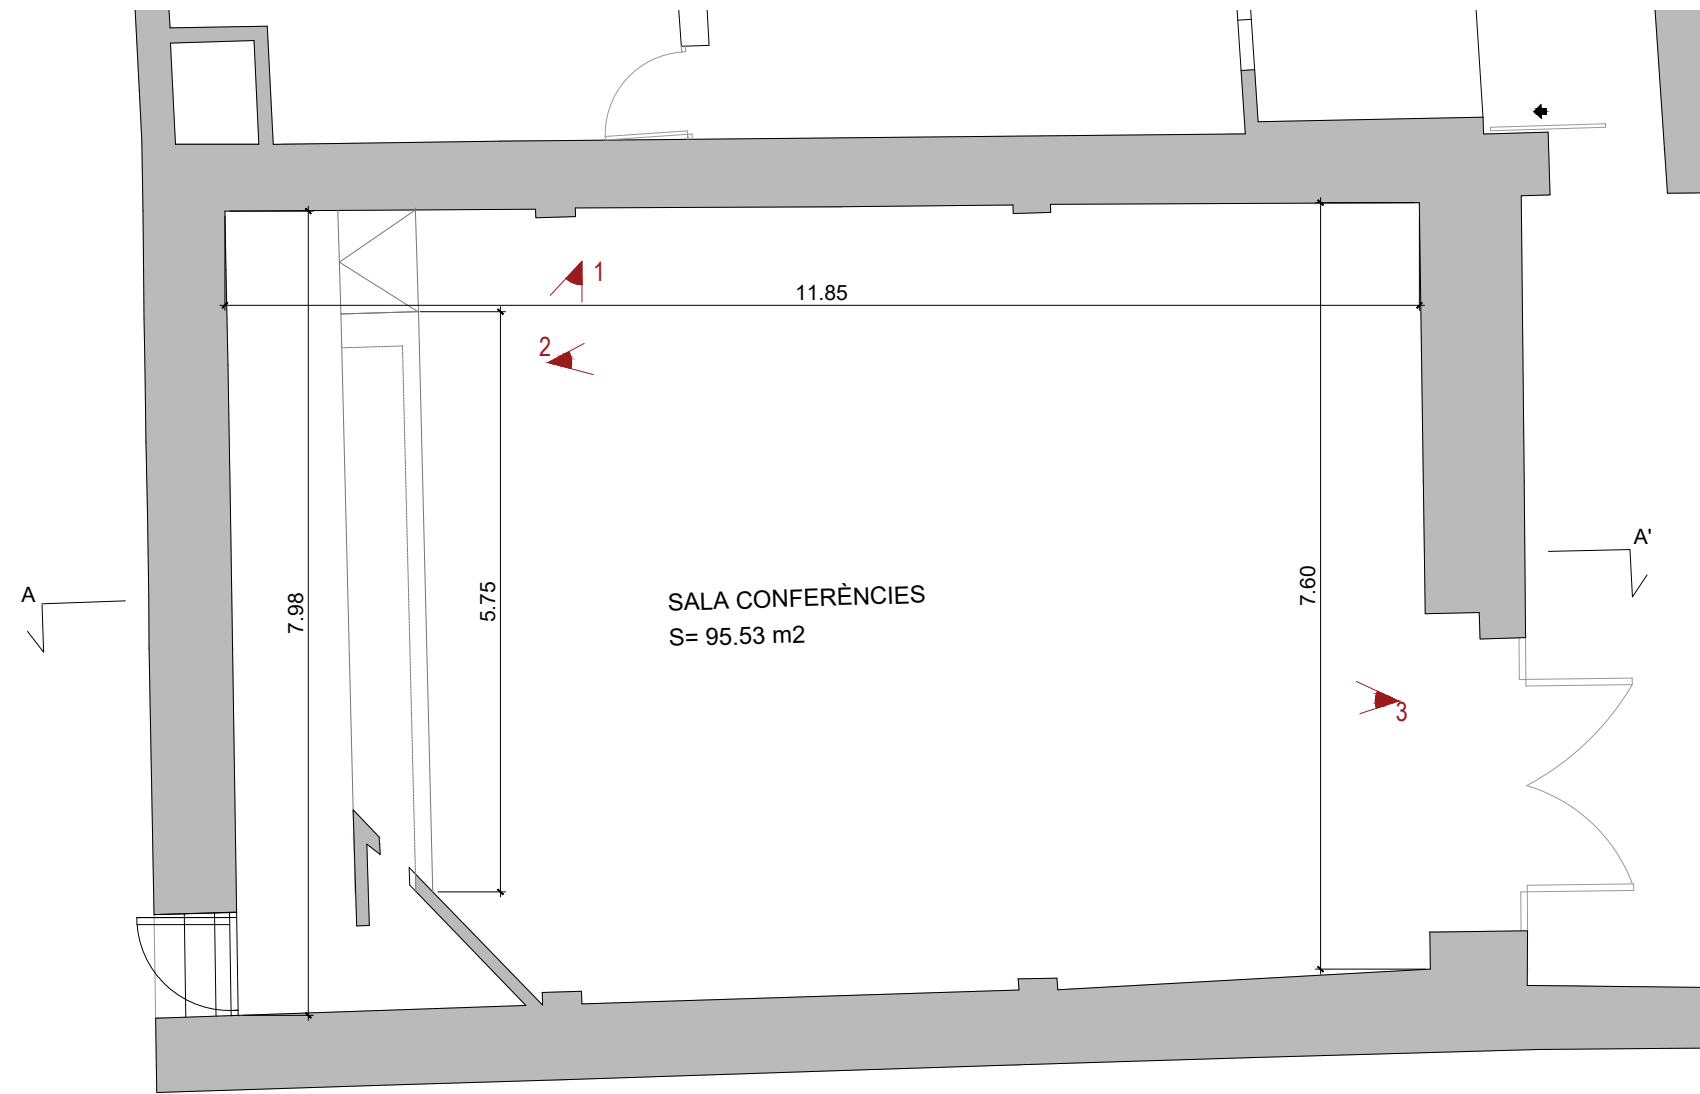 1
11.85
2
A'
7.98
5.75
7.60
A
SALA CONFERÈNCIES
S= 95.53 m2
3